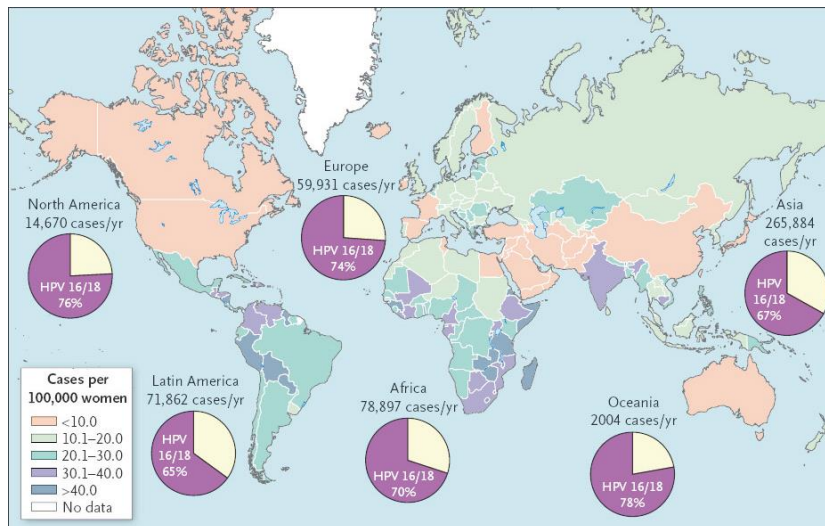 Europe
59,931 cases/yr
HPV 16/18
74%
North America
14,670 cases/yr
HPV 16/18
76%
Asia
265,884
cases/yr
HPV
16/18
67%
Cases per
100,000 women
<10.0
10.1–20.0
20.1–30.0
30.1–40.0
>40.0
No data
Latin America
71,862 cases/yr
HPV
16/18
65%
Africa
78,897 cases/yr
HPV 16/18
70%
Oceania
2004 cases/yr
HPV 16/18
78%